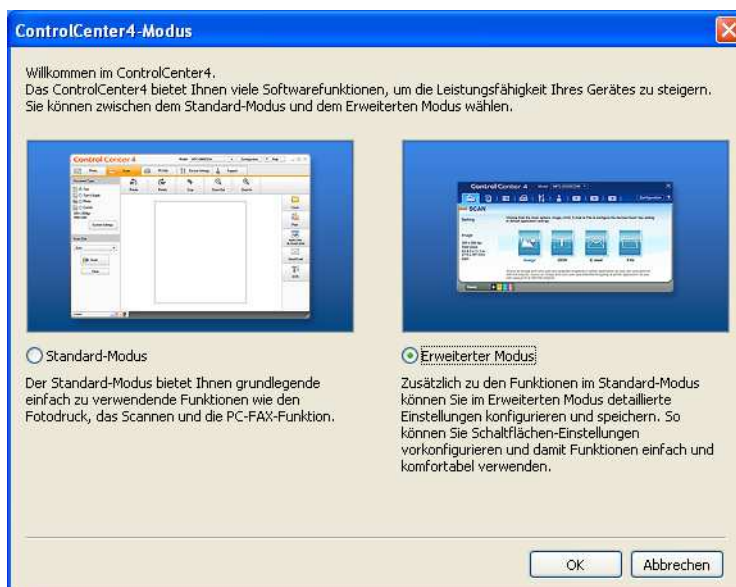 ControlCenter4-Modus
Willkommen im ControlCenter4.
Das ControlCenter4 bietet Ihnen viele Softwarefunktionen, um die Leistungsfähigkeit Ihres Gerätes zu steigern.
Sie können zwischen dem Standard-Modus und dem Erweiterten Modus wählen.
Control Center 4
Control Center 4
SCAN
Standard-Modus
Der Standard-Modus bietet Ihnen grundlegende
einfach zu verwendende Funktionen wie den
Fotodruck, das Scannen und die PC-FAX-Funktion.
Erweiterter Modus
Zusätzlich zu den Funktionen im Standard-Modus
können Sie im Erweiterten Modus detaillierte
Einstellungen konfigurieren und speichern. So
können Sie Schaltflächen-Einstellungen
vorkonfigurieren und damit Funktionen einfach und
komfortabel verwenden.
OK
Abbrechen